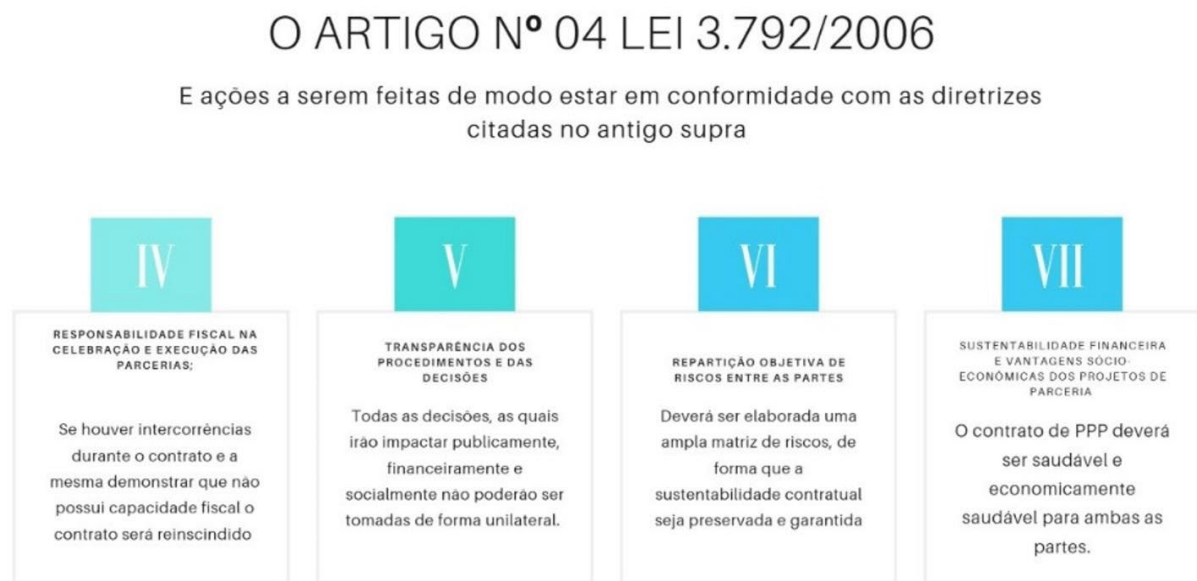 O ARTIGO Nº 04 LEI 3.792/2006
E ações a serem feitas de modo estar em conformidade com as diretrizes
citadas no antigo supra
IV
RESPONSABILIDADE FISCAL NA
CELEBRAÇÃO E EXECUÇÃO DAS
PARCERIAS;
Se houver intercorrências
durante o contrato e a
mesma demonstrar que não
possui capacidade fiscal o
contrato será reinscindido
V
TRANSPARÊNCIA DOS
PROCEDIMENTOS E DAS
DECISÕES
Todas as decisões, as quais
irão impactar publicamente,
financeiramente e
socialmente não poderão ser
tomadas de forma unilateral.
VI
REPARTIÇÃO OBJETIVA DE
RISCOS ENTRE AS PARTES
Deverá ser elaborada uma
ampla matriz de riscos, de
forma que a
sustentabilidade contratual
seja preservada e garantida
VII
SUSTENTABILIDADE FINANCEIRA
E VANTAGENS SÓCIO-
ECONÔMICAS DOS PROJETOS DE
PARCERIA
O contrato de PPP deverá
ser saudável e
economicamente
saudável para ambas as
partes.